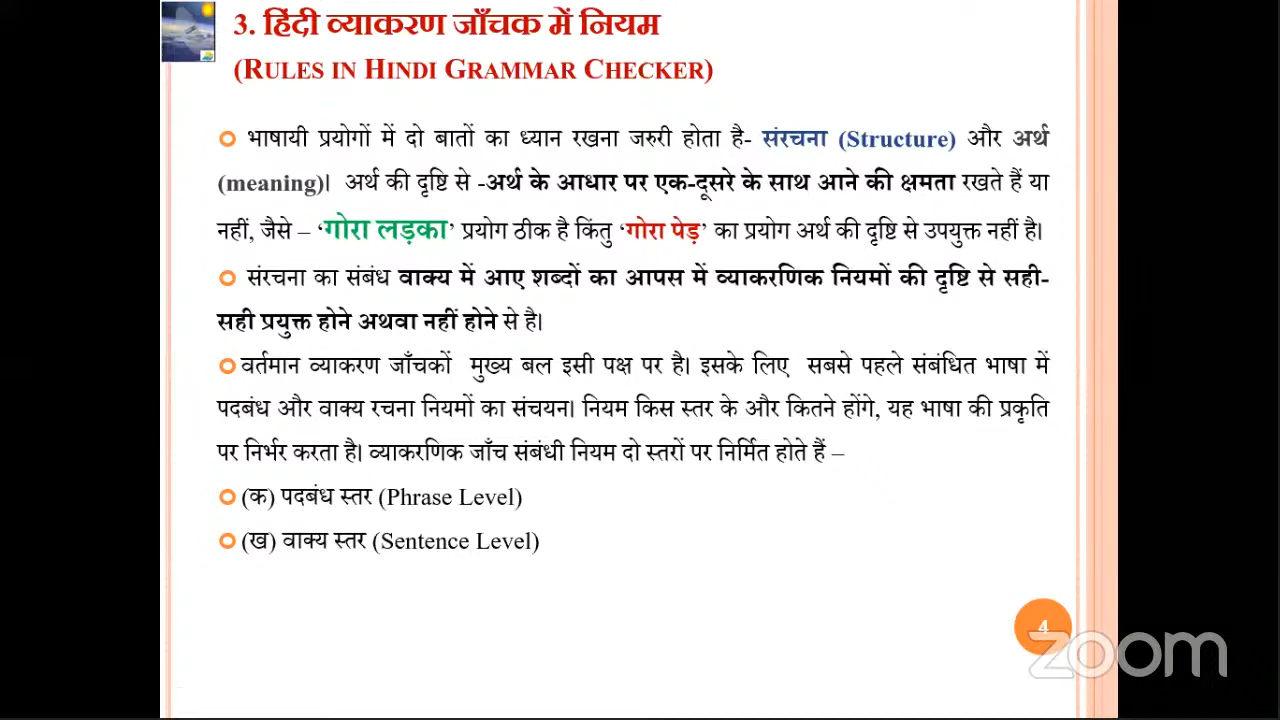 3. हिंदी व्याकरण जाँचक में नियम
(RULES IN HINDI GRAMMAR CHECKER)
भाषायी प्रयोगों में दो बातों का ध्यान रखना जरुरी होता है- संरचना (Structure) और अर्थ
(meaning)। अर्थ की दृष्टि से -अर्थ के आधार पर एक-दूसरे के साथ आने की क्षमता रखते हैं या
नहीं, जैसे – ‘गोरा लड़का’ प्रयोग ठीक है किंतु ‘गोरा पेड़’ का प्रयोग अर्थ की दृष्टि से उपयुक्त नहीं है।
संरचना का संबंध वाक्य में आए शब्दों का आपस में व्याकरणिक नियमों की दृष्टि से सही-
सही प्रयुक्त होने अथवा नहीं होने से है।
वर्तमान व्याकरण जाँचकों मुख्य बल इसी पक्ष पर है। इसके लिए सबसे पहले संबंधित भाषा में
पदबंध और वाक्य रचना नियमों का संचयन। नियम किस स्तर के और कितने होंगे, यह भाषा की प्रकृति
पर निर्भर करता है। व्याकरणिक जाँच संबंधी नियम दो स्तरों पर निर्मित होते हैं –
(क) पदबंध स्तर (Phrase Level)
(ख) वाक्य स्तर (Sentence Level)
4
zoom